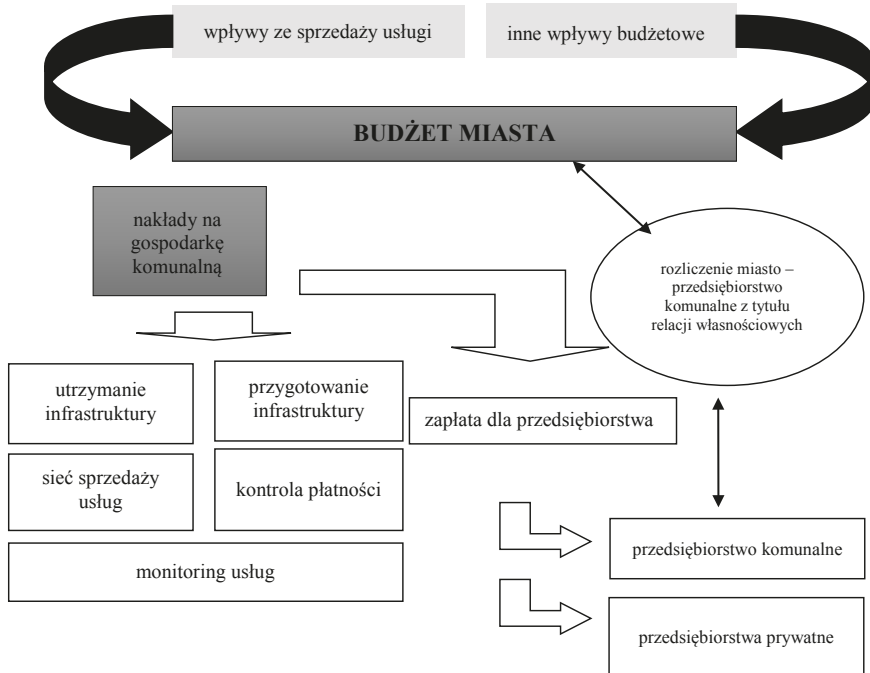 wpływy ze sprzedaży usługi
inne wpływy budżetowe
BUDŻET MIASTA
nakłady na
gospodarkę
komunalną
rozliczenie miasto –
przedsiębiorstwo
komunalne z tytułu
relacji własnościowych
utrzymanie
infrastruktury
przygotowanie
infrastruktury
zapłata dla przedsiębiorstwa
sieć sprzedaży
usług
kontrola płatności
monitoring usług
przedsiębiorstwo komunalne
przedsiębiorstwa prywatne